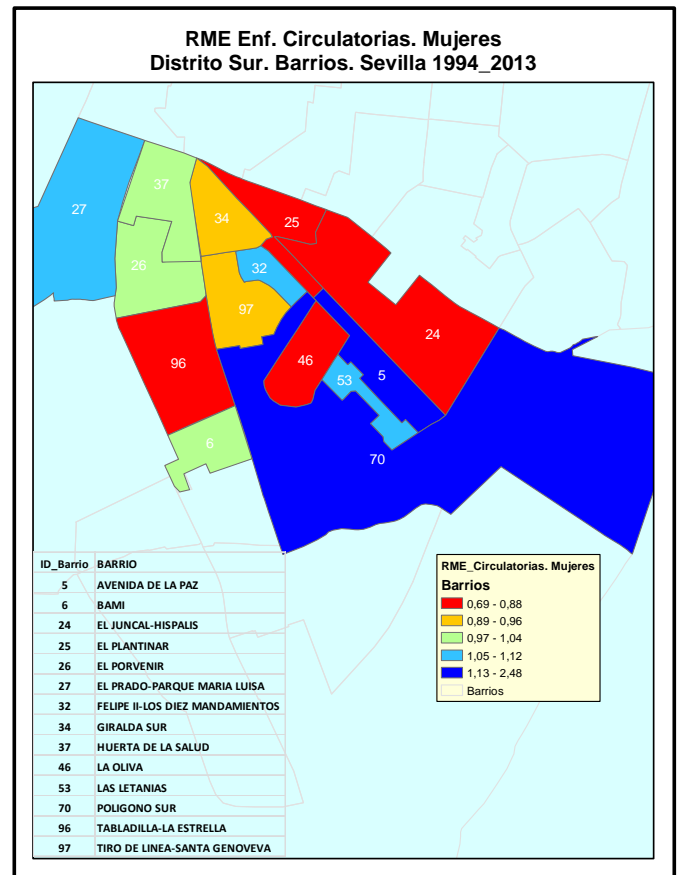 RME Enf. Circulatorias. Mujeres
Distrito Sur. Barrios. Sevilla 1994_2013
37
27
34
25
26
32
97
24
96
46
5
53
6
70
ID_Barrio BARRIO
5 AVENIDA DE LA PAZ
6 BAMI
24 EL JUNCAL-HISPALIS
25 EL PLANTINAR
26 EL PORVENIR
27 EL PRADO-PARQUE MARIA LUISA
32 FELIPE II-LOS DIEZ MANDAMIENTOS
34 GIRALDA SUR
37 HUERTA DE LA SALUD
46 LA OLIVA
53 LAS LETANIAS
70 POLIGONO SUR
96 TABLADILLA-LA ESTRELLA
97 TIRO DE LINEA-SANTA GENOVEVA
RME_Circulatorias. Mujeres
Barrios
0,69 - 0,88
0,89 - 0,96
0,97 - 1,04
1,05 - 1,12
1,13 - 2,48
Barrios